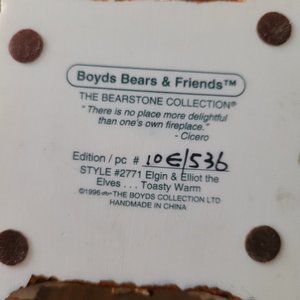 Boyds Bears & Friends™
THE BEARSTONE COLLECTION®
" There is no place more delightful
than one's own fireplace. "
- Cicero
Edition / pc # 10E/536
STYLE #2771 Elgin & Elliot the
Elves . . . Toasty Warm
©1996 THE BOYDS COLLECTION LTD
HANDMADE IN CHINA